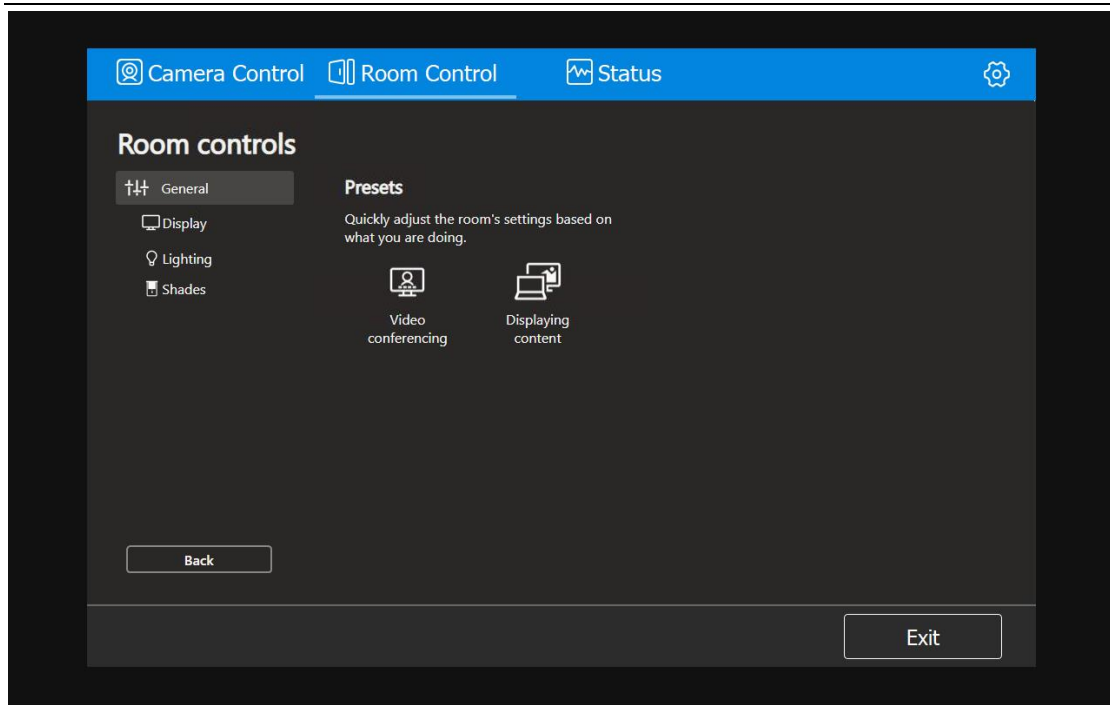 Camera Control
Room Control
Status
Room controls
General
Display
Lighting
Shades
Presets
Quickly adjust the room's settings based on
what you are doing.
Video
conferencing
Displaying
content
Back
Exit